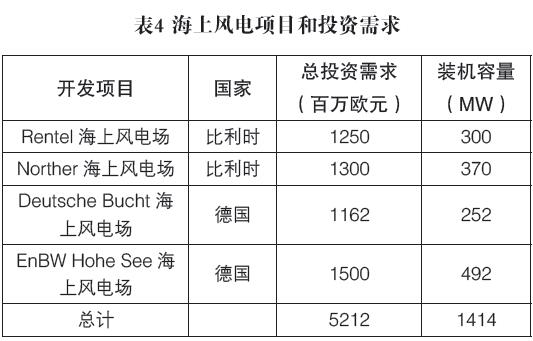 表4 海上风电项目和投资需求
开发项目 国家 总投资需求（百万欧元） 装机容量（MW）
Rentel 海上风电场 比利时 1250 300
Norther 海上风电场 比利时 1300 370
Deutsche Bucht 海上风电场 德国 1162 252
EnBW Hohe See 海上风电场 德国 1500 492
总计 5212 1414